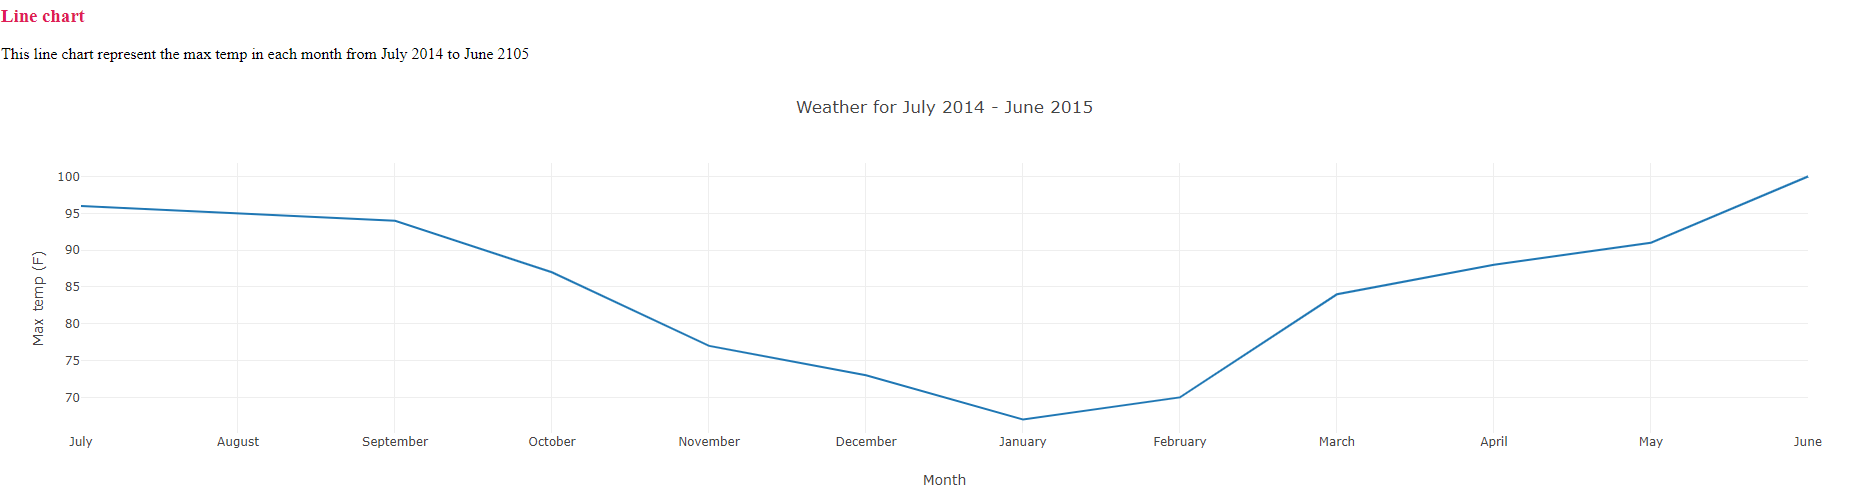 Line chart
This line chart represent the max temp in each month from July 2014 to June 2105
Weather for July 2014 - June 2015
Max temp (F)
100
95
90
85
80
75
70
July August September October November December January February March April May June
Month